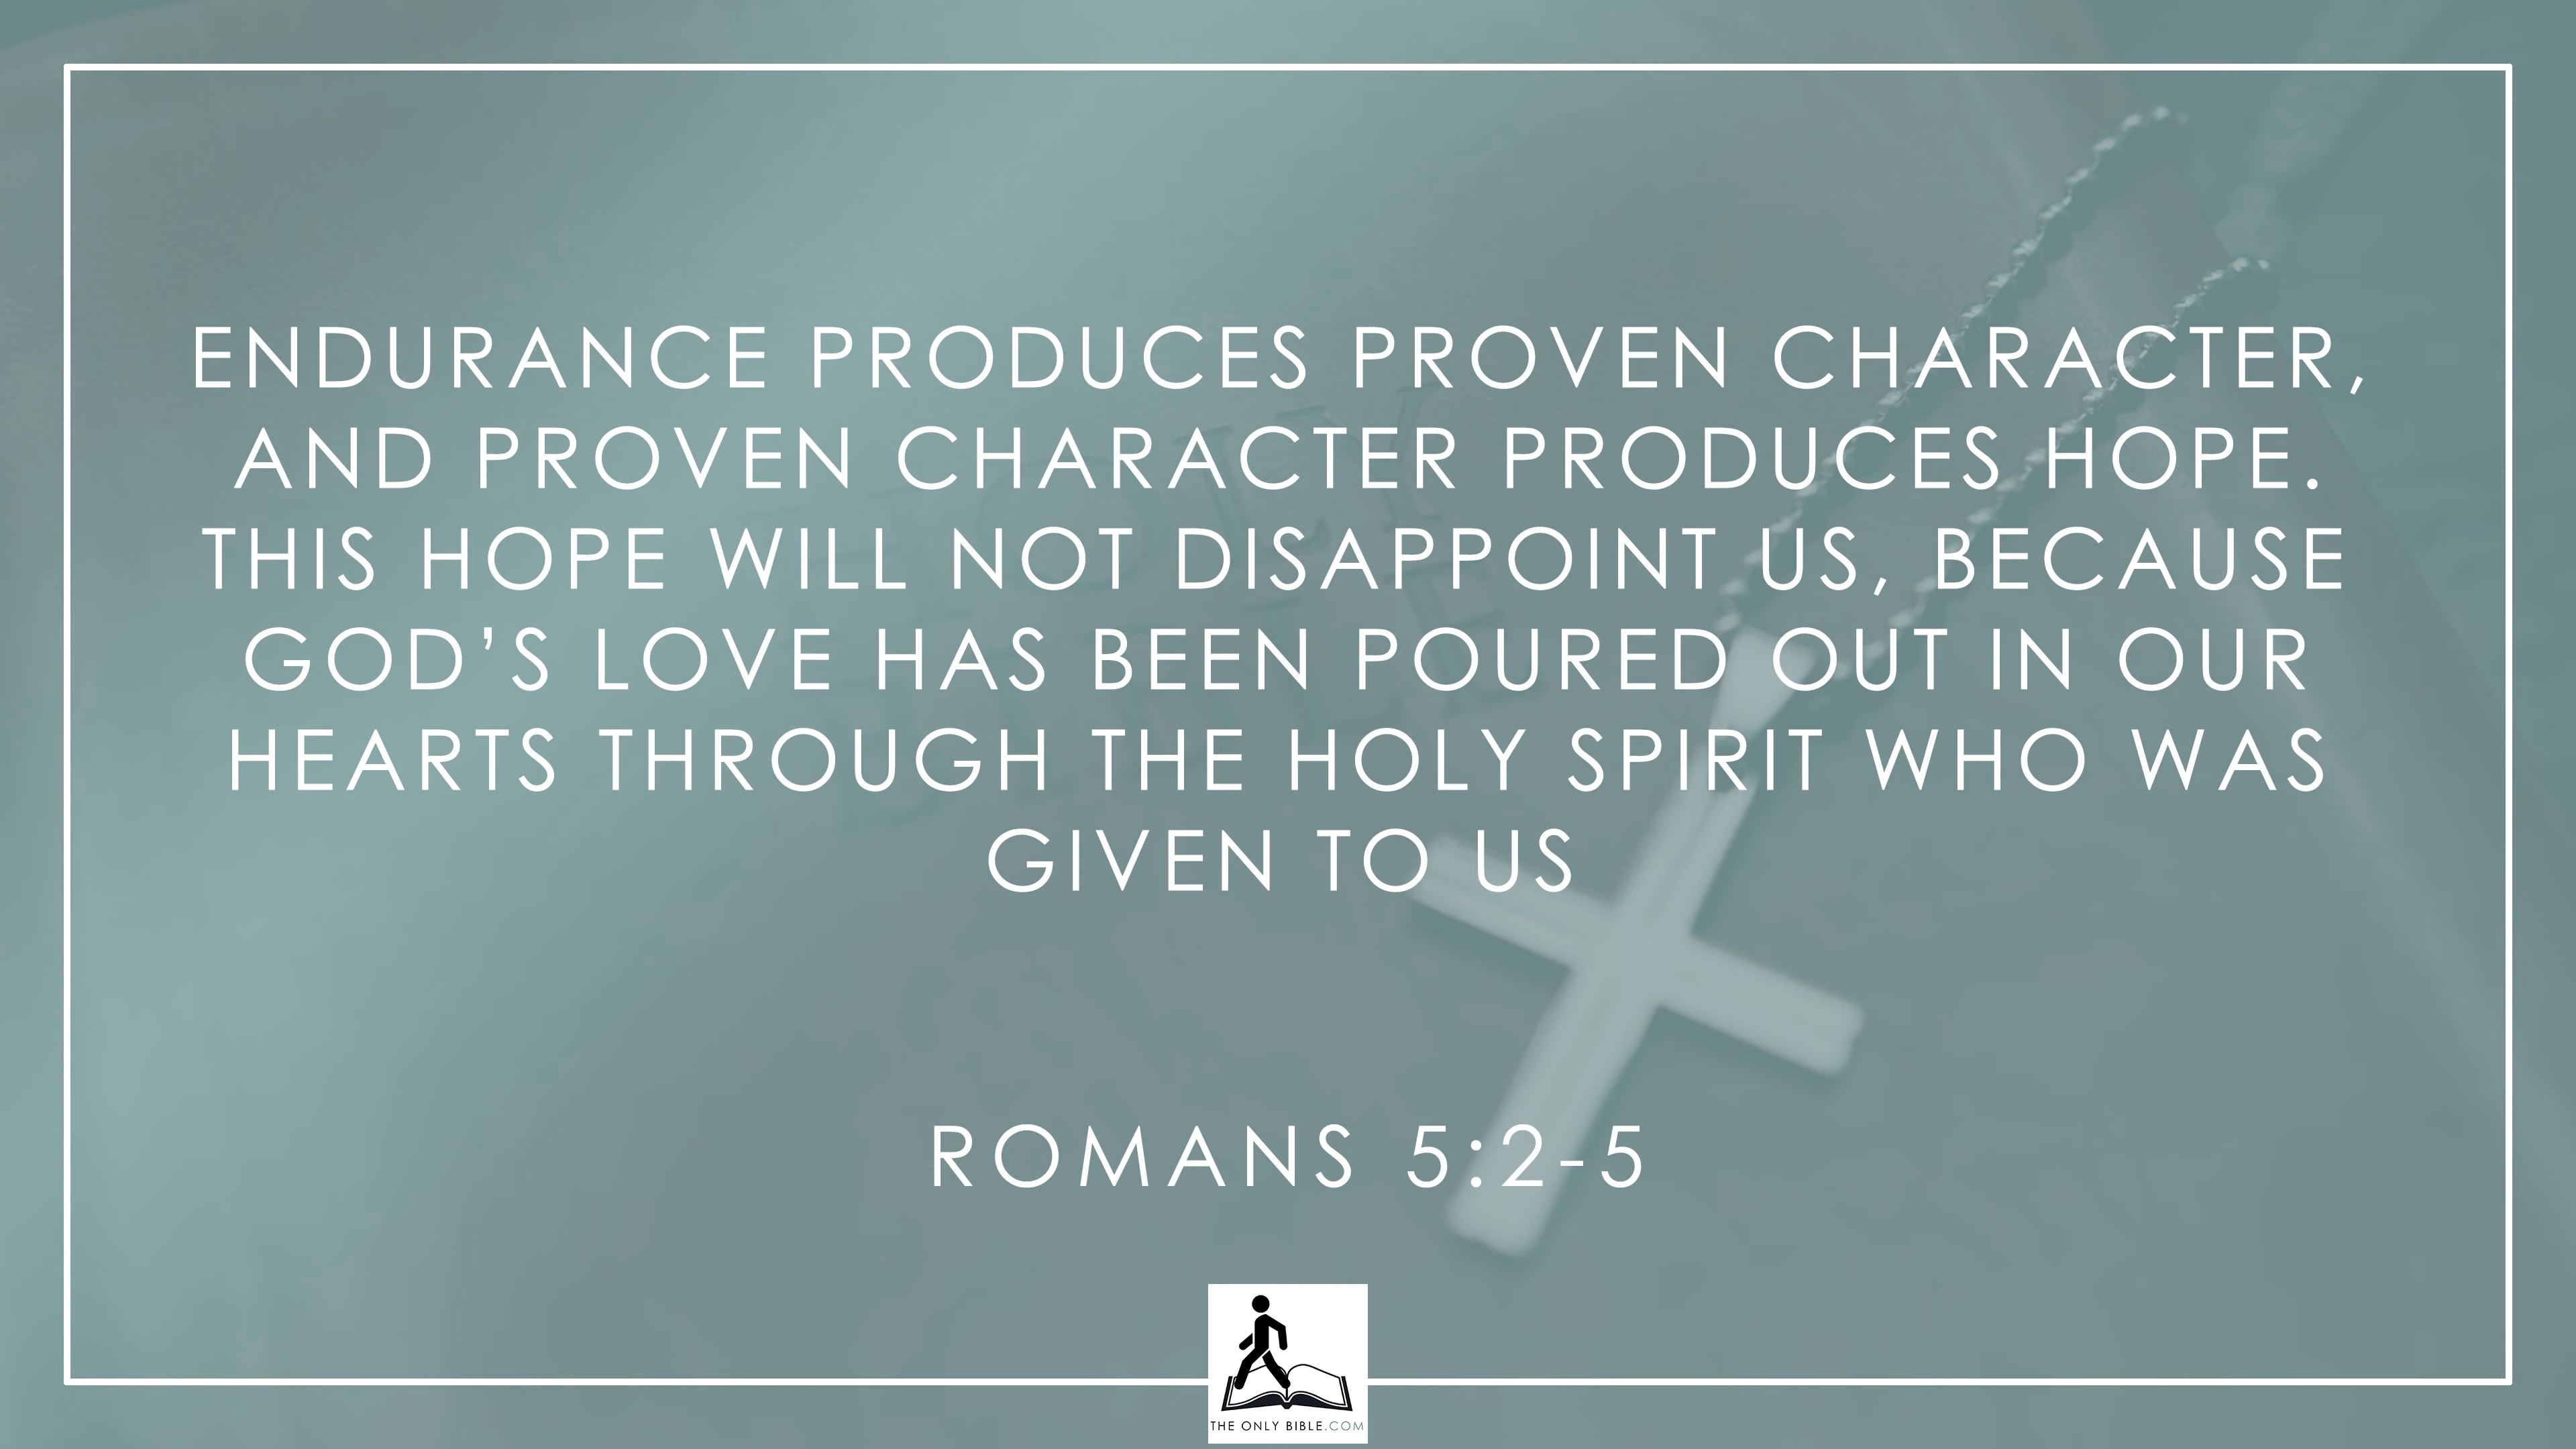 ENDURANCE PRODUCES PROVEN CHARACTER,
AND PROVEN CHARACTER PRODUCES HOPE.
THIS HOPE WILL NOT DISAPPOINT US, BECAUSE
GOD’S LOVE HAS BEEN POURED OUT IN OUR
HEARTS THROUGH THE HOLY SPIRIT WHO WAS
GIVEN TO US
ROMANS 5:2-5
THE ONLY BIBLE.COM
HOLY
BIBLE